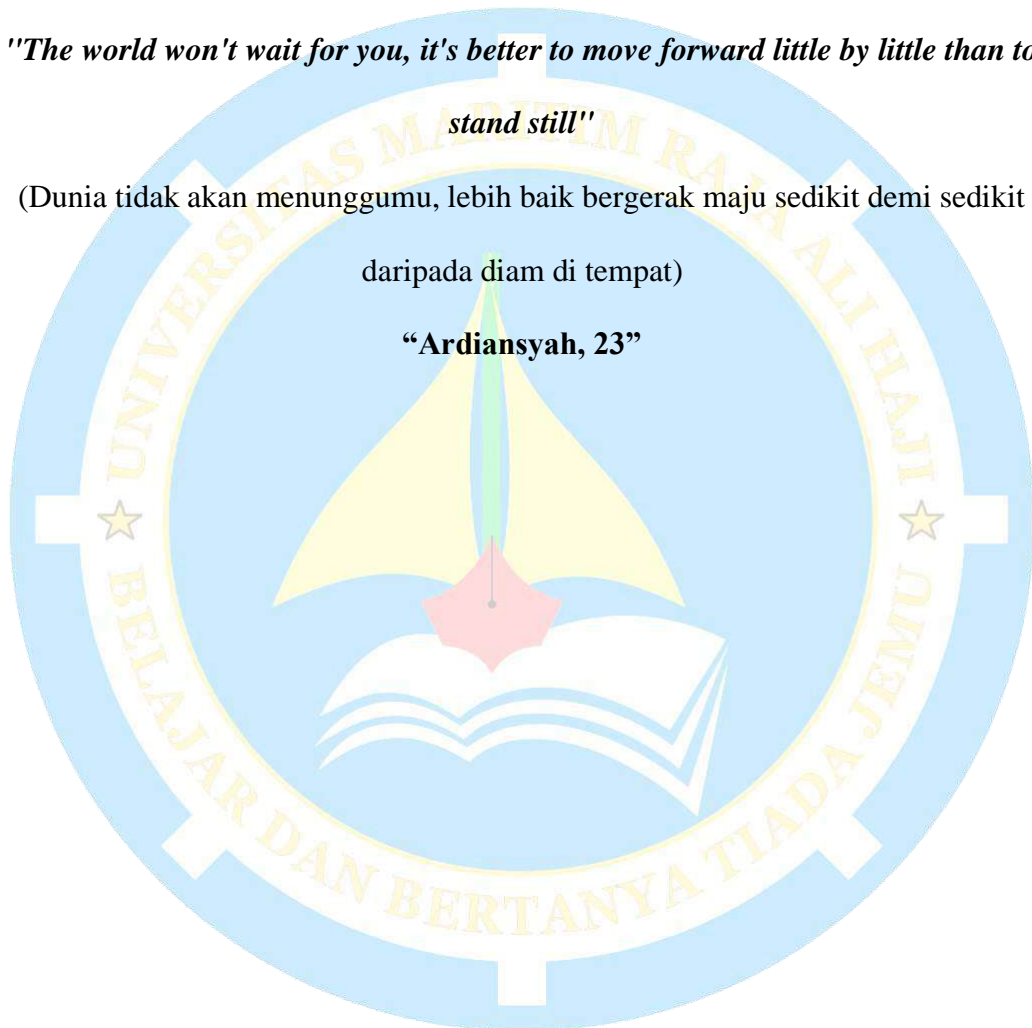 "The world won't wait for you, it's better to move forward little by little than to
stand still"
(Dunia tidak akan menunggumu, lebih baik bergerak maju sedikit demi sedikit
daripada diam di tempat)
“Ardiansyah, 23”
UNIVERSITAS MARITIM RAJA ALI HAJI
BELAJAR DAN BERTANYA TIADA JEMU